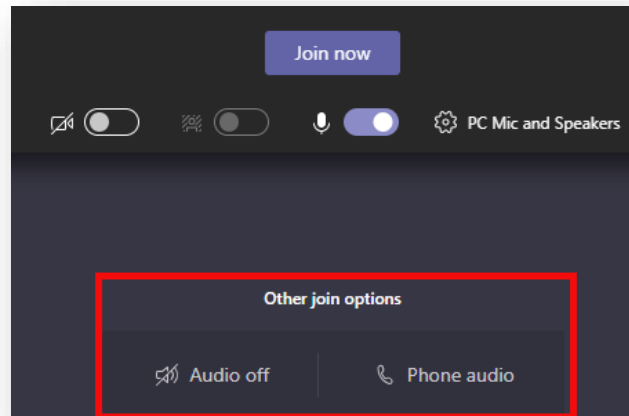 Join now
PC Mic and Speakers
Other join options
Audio off
Phone audio